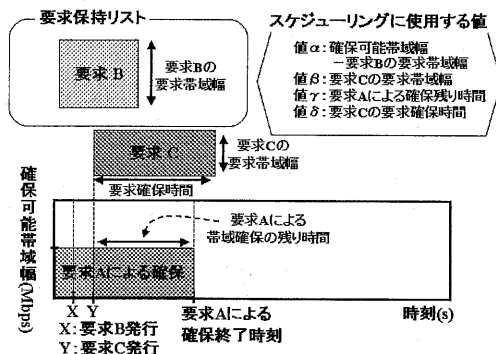 要求保持リスト
要求B
要求Bの
要求帯域幅
スケジューリングに使用する値
値α:確保可能帯域幅
－要求Bの要求帯域幅
値β:要求Cの要求帯域幅
値γ:要求Aによる確保残り時間
値δ:要求Cの要求確保時間
要求C
要求Cの
要求帯域幅
要求確保時間
確保可能帯域幅(Mbps)
要求Aによる
帯域確保の残り時間
要求Aによる確保
X Y
要求Aによる
確保終了時刻
時刻(s)
X:要求B発行
Y:要求C発行